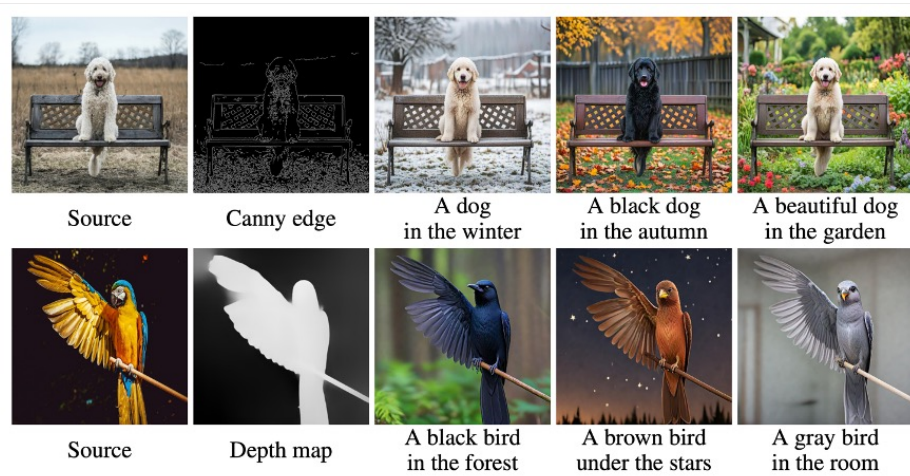 Source
Canny edge
A dog
in the winter
A black dog
in the autumn
A beautiful dog
in the garden
Source
Depth map
A black bird
in the forest
A brown bird
under the stars
A gray bird
in the room